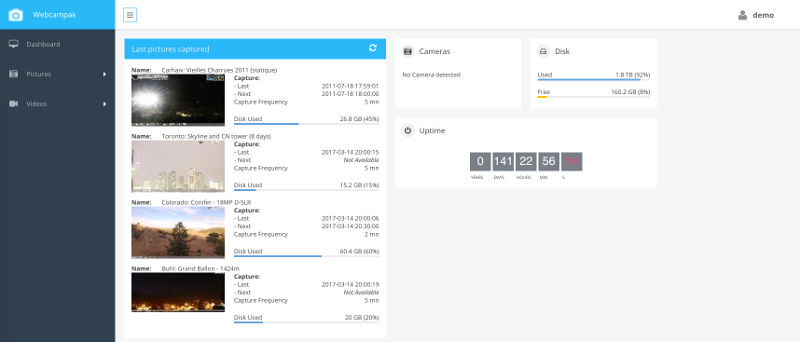 Webcampak
demo
Dashboard
Pictures
Videos
Last pictures captured
Name: Carhaix: Vieilles Charrues 2011 (statique)
Capture:
- Last 2011-07-18 17:59:01
- Next 2011-07-18 18:00:00
Capture Frequency 5 mn
Disk Used 26.8 GB (45%)
Name: Toronto: Skyline and CN tower (8 days)
Capture:
- Last 2017-03-14 20:00:15
- Next Not Available
Capture Frequency 5 mn
Disk Used 15.2 GB (15%)
Name: Colorado: Conifer - 18MP D-SLR
Capture:
- Last 2017-03-14 20:00:06
- Next 2017-03-14 20:30:00
Capture Frequency 2 mn
Disk Used 60.4 GB (60%)
Name: Buhl: Grand Ballon - 1424m
Capture:
- Last 2017-03-14 20:00:19
- Next Not Available
Capture Frequency 5 mn
Disk Used 20 GB (20%)
Cameras
No Camera detected
Disk
Used 1.8 TB (92%)
Free 160.2 GB (8%)
Uptime
0 141 22 56
YEARS DAYS HOURS MIN S